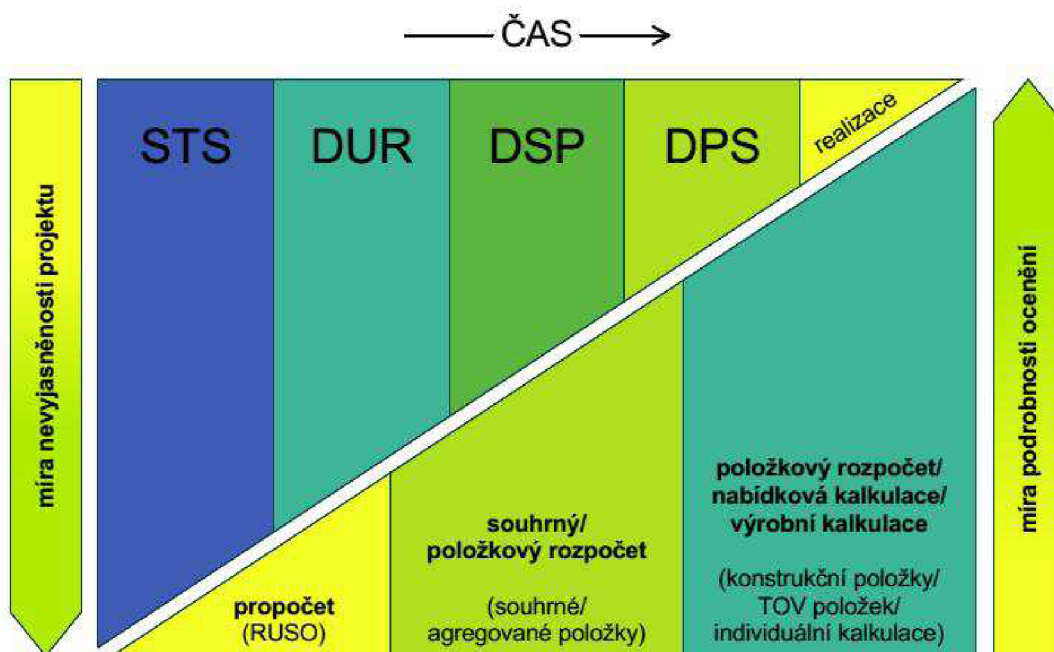 ČAS
STS
DUR
DSP
DPS
realizace
míra nevyjasněnosti projektu
míra podrobnosti ocenění
propočet
(RUSO)
souhrný/
položkový rozpočet
(souhrné/
agregované položky)
položkový rozpočet/
nabídková kalkulace/
výrobní kalkulace
(konstrukční položky/
TOV položek/
individuální kalkulace)